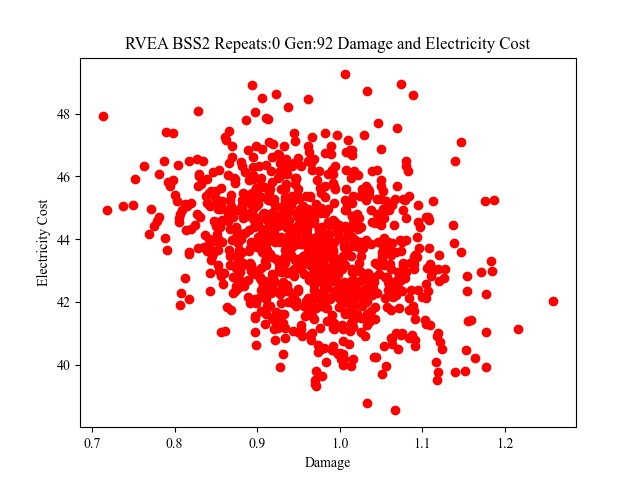 RVEA BSS2 Repeats:0 Gen:92 Damage and Electricity Cost
48
46
44
42
40
Electricity Cost
0.7 0.8 0.9 1.0 1.1 1.2
Damage